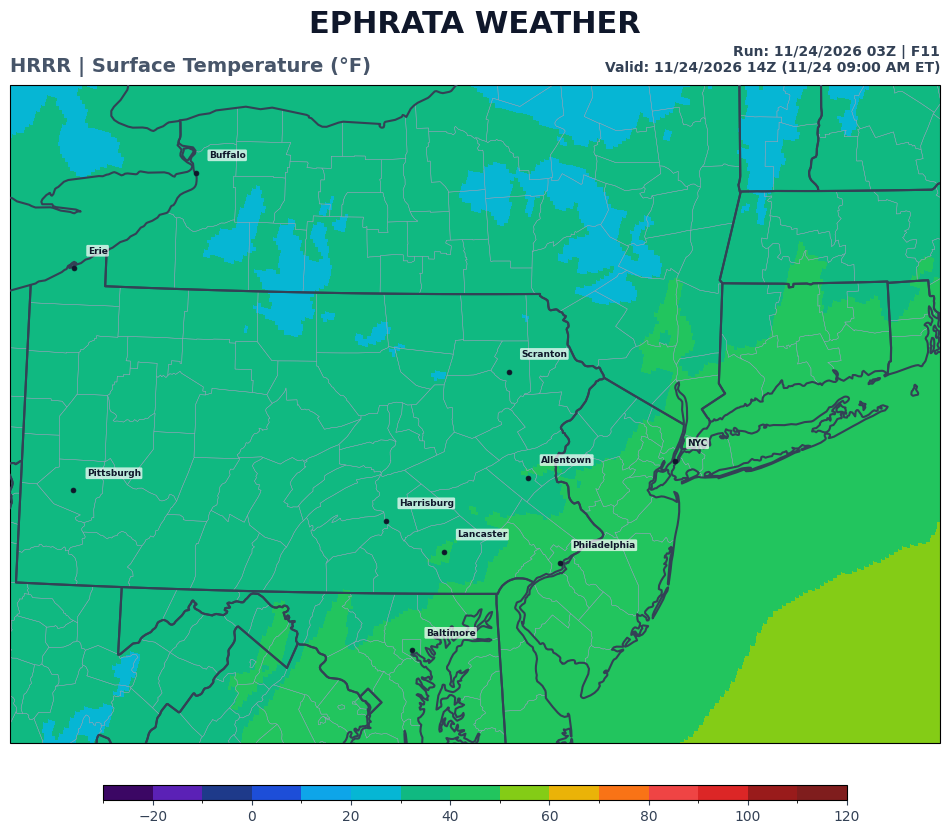 EPHRATA WEATHER
HRRR | Surface Temperature (°F)
Run: 11/24/2026 03Z | F11
Valid: 11/24/2026 14Z (11/24 09:00 AM ET)
Buffalo
Erie
Scranton
NYC
Allentown
Pittsburgh
Harrisburg
Lancaster
Philadelphia
Baltimore
−20 0 20 40 60 80 100 120